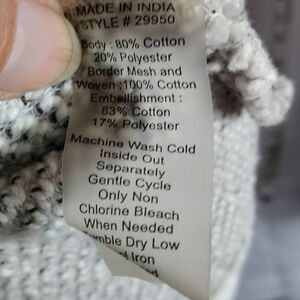 MADE IN INDIA
STYLE # 29950
Body : 80% Cotton
20% Polyester
Border Mesh and
Woven :100% Cotton
Embellishment :
83% Cotton
17% Polyester
Machine Wash Cold
Inside Out
Separately
Gentle Cycle
Only Non
Chlorine Bleach
When Needed
Tumble Dry Low
Iron